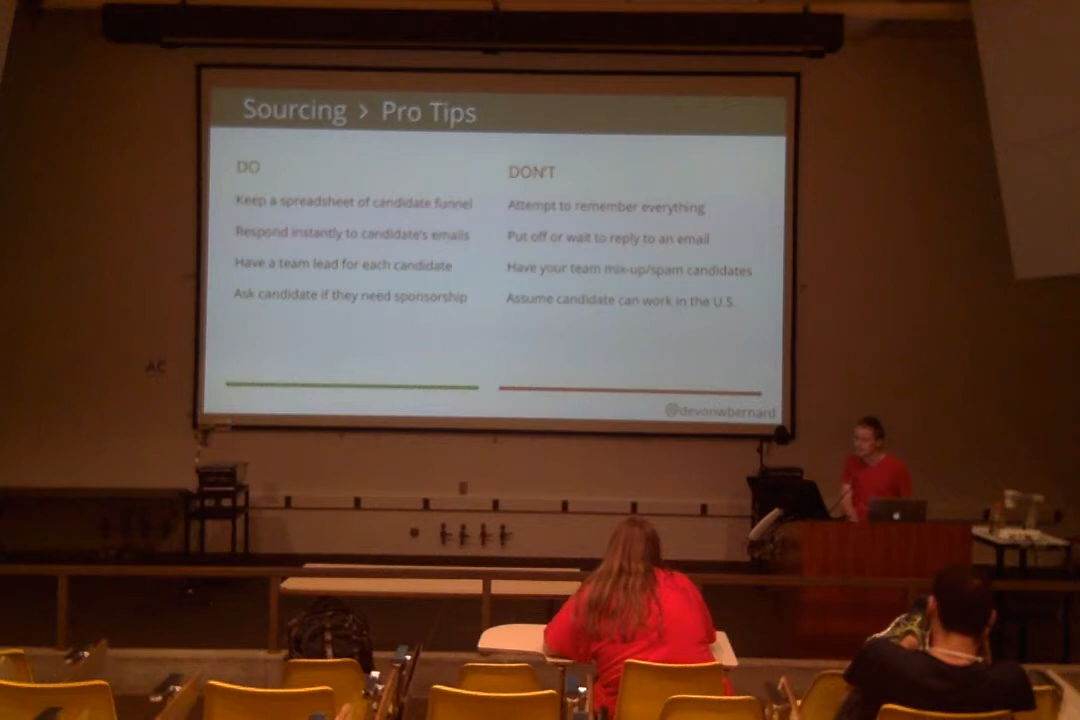 Sourcing > Pro Tips
DO
Keep a spreadsheet of candidate funnel
Respond instantly to candidate's emails
Have a team lead for each candidate
Ask candidate if they need sponsorship
DON'T
Attempt to remember everything
Put off or wait to reply to an email
Have your team mix-up/spam candidates
Assume candidate can work in the U.S.
@devonwbernard
AC